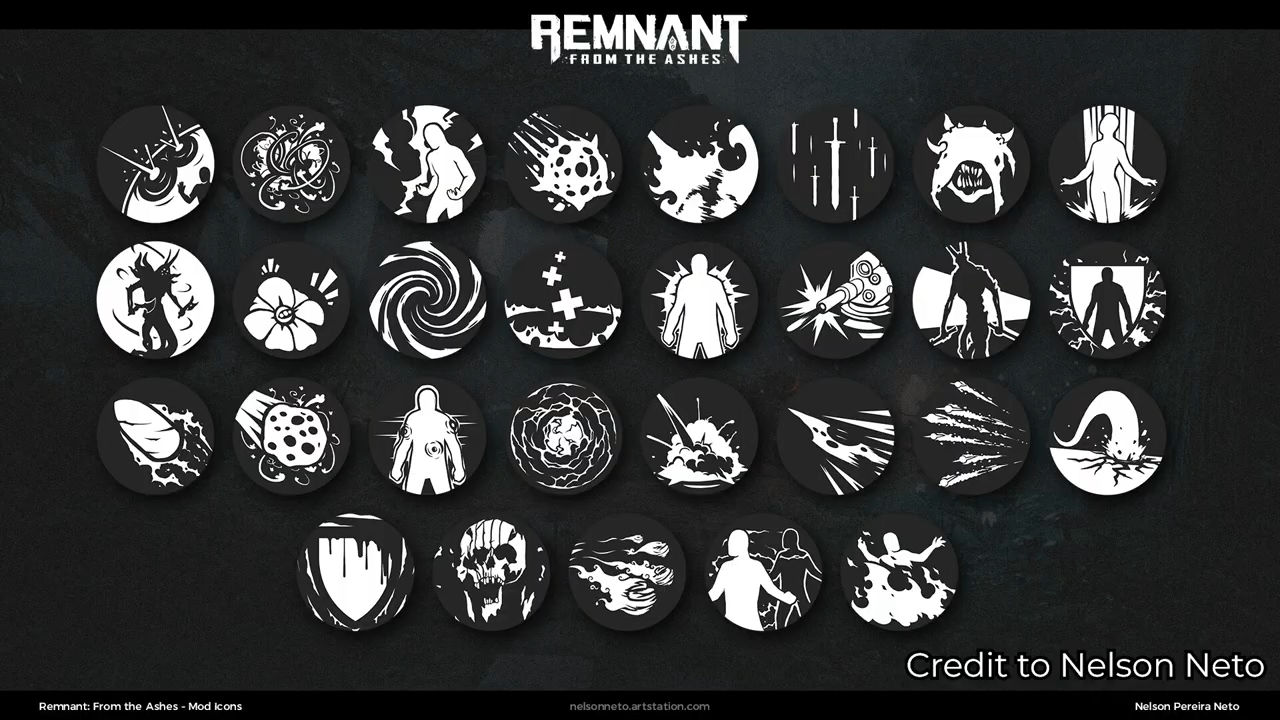 REMNANT
FROM THE ASHES
Credit to Nelson Neto
Remnant: From the Ashes - Mod Icons
nelsonneto.artstation.com
Nelson Pereira Neto